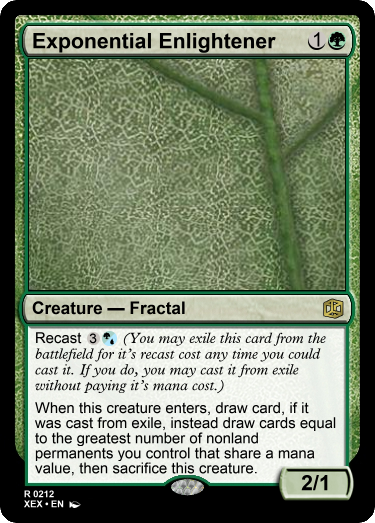 Exponential Enlightener 1
Creature — Fractal
Recast 3 (You may exile this card from the
battlefield for it's recast cost any time you could
cast it. If you do, you may cast it from exile
without paying it's mana cost.)
When this creature enters, draw card, if it
was cast from exile, instead draw cards equal
to the greatest number of nonland
permanents you control that share a mana
value, then sacrifice this creature.
2/1
R 0212
XEX • EN